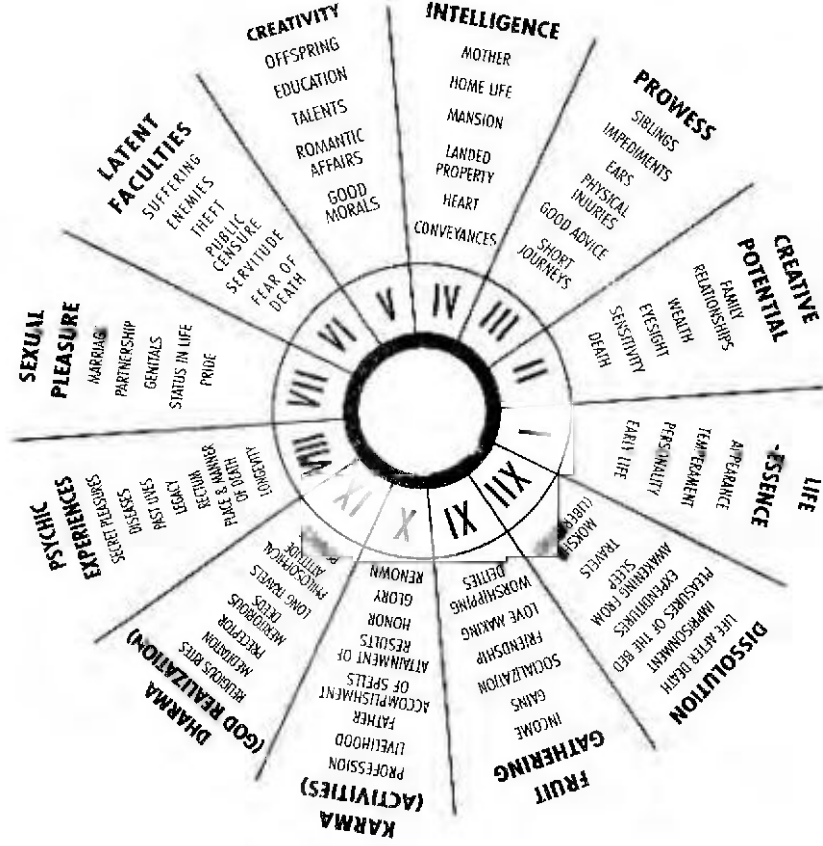 LIFE
-ESSENCE
APPEARANCE
TEMPERAMENT
PERSONALITY
EARLY LIFE
I
CREATIVE
POTENTIAL
FAMILY
RELATIONSHIPS
WEALTH
EYESIGHT
SENSITIVITY
DEATH
II
PROWESS
SIBLINGS
IMPEDIMENTS
EARS
PHYSICAL
INJURIES
GOOD ADVICE
SHORT
JOURNEYS
III
INTELLIGENCE
MOTHER
HOME LIFE
MANSION
LANDED
PROPERTY
HEART
CONVEYANCES
IV
CREATIVITY
OFFSPRING
EDUCATION
TALENTS
ROMANTIC
AFFAIRS
GOOD
MORALS
V
LATENT
FACULTIES
SUFFERING
ENEMIES
THEFT
PUBLIC
CENSURE
SERVITUDE
FEAR OF
DEATH
VI
SEXUAL
PLEASURE
MARRIAGE
PARTNERSHIP
GENITALS
STATUS IN LIFE
PRIDE
VII
PSYCHIC
EXPERIENCES
SECRET PLEASURES
DISEASES
PAST LIVES
LEGACY
RECTUM
PLACE & MANNER
OF DEATH
LONGEVITY
VIII
DHARMA
(GOD REALIZATION)
RELIGIOUS RITES
MEDITATION
PRECEPTOR
MERITORIOUS
DEEDS
LONG TRAVELS
PHILOSOPHICAL
ATTITUDE
IX
KARMA
(ACTIVITIES)
PROFESSION
LIVELIHOOD
FATHER
ACCOMPLISHMENT
OF SPELLS
ATTAINMENT OF
RESULTS
HONOR
GLORY
RENOWN
X
FRUIT
GATHERING
INCOME
GAINS
SOCIALIZATION
FRIENDSHIP
LOVE MAKING
WORSHIPPING
DEITIES
XI
DISSOLUTION
LIFE AFTER DEATH
IMPRISONMENT
PLEASURES OF THE BED
EXPENDITURES
AWAKENING FROM
SLEEP
TRAVELS
XII